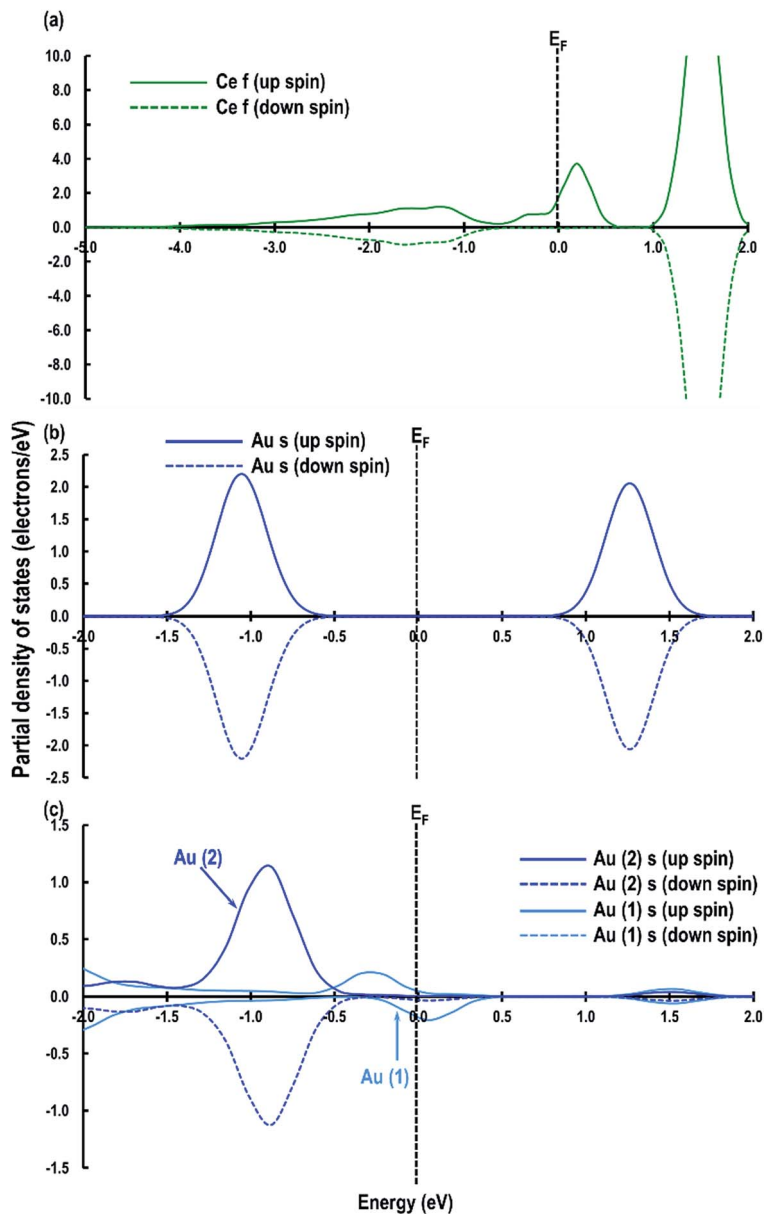 (a)
E_F
Ce f (up spin)
Ce f (down spin)
10.0
8.0
6.0
4.0
2.0
0.0
-2.0
-4.0
-6.0
-8.0
-10.0
-5.0 -4.0 -3.0 -2.0 -1.0 0.0 1.0 2.0
Partial density of states (electrons/eV)
(b)
E_F
Au s (up spin)
Au s (down spin)
2.5
2.0
1.5
1.0
0.5
0.0
-0.5
-1.0
-1.5
-2.0
-2.5
-2.0 -1.5 -1.0 -0.5 0.0 0.5 1.0 1.5 2.0
(c)
E_F
Au (2)
Au (2) s (up spin)
Au (2) s (down spin)
Au (1) s (up spin)
Au (1) s (down spin)
Au (1)
1.5
1.0
0.5
0.0
-0.5
-1.0
-1.5
-2.0 -1.5 -1.0 -0.5 0.0 0.5 1.0 1.5 2.0
Energy (eV)